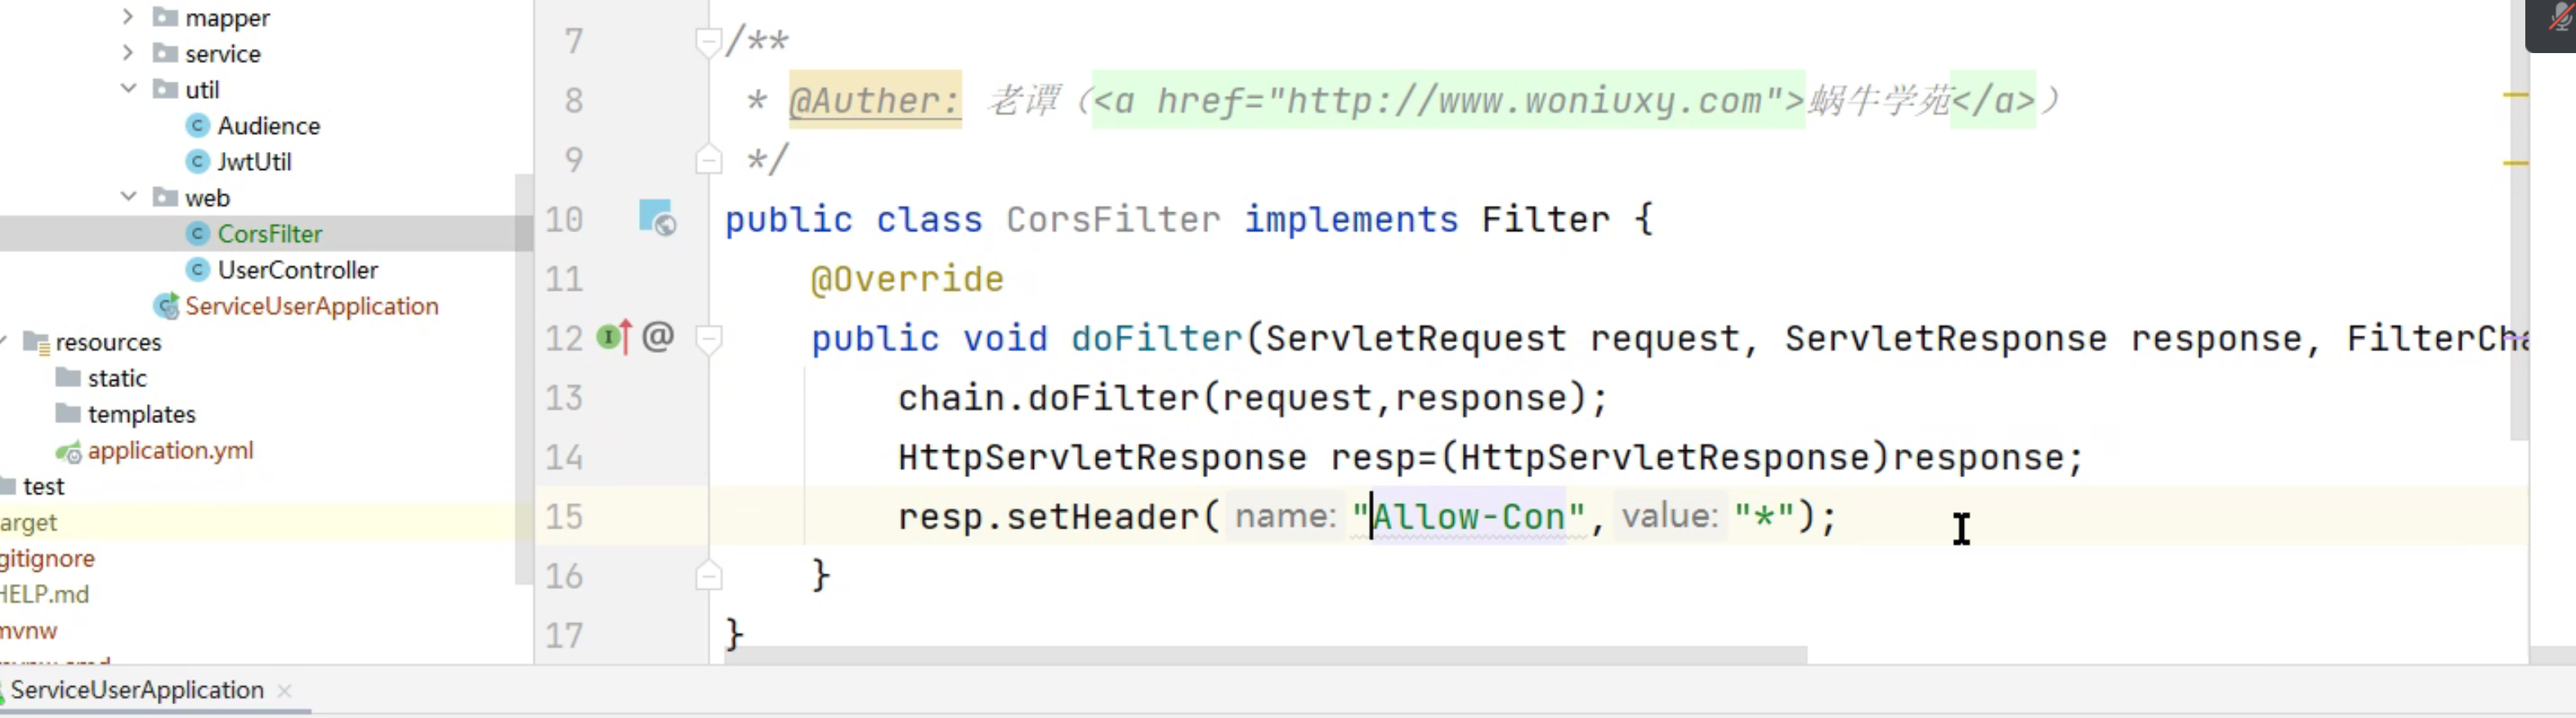 mapper
service
util
Audience
JwtUtil
web
CorsFilter
UserController
ServiceUserApplication
resources
static
templates
application.yml
test
arget
gitignore
HELP.md
mvnw
7 /**
8 * @Auther: 老谭（<a href="http://www.woniuxy.com">蜗牛学苑</a>）
9 */
10 public class CorsFilter implements Filter {
11 @Override
12 public void doFilter(ServletRequest request, ServletResponse response, FilterCha
13 chain.doFilter(request,response);
14 HttpServletResponse resp=(HttpServletResponse)response;
15 resp.setHeader( name: "Allow-Con", value: "*");
16 }
17 }
ServiceUserApplication